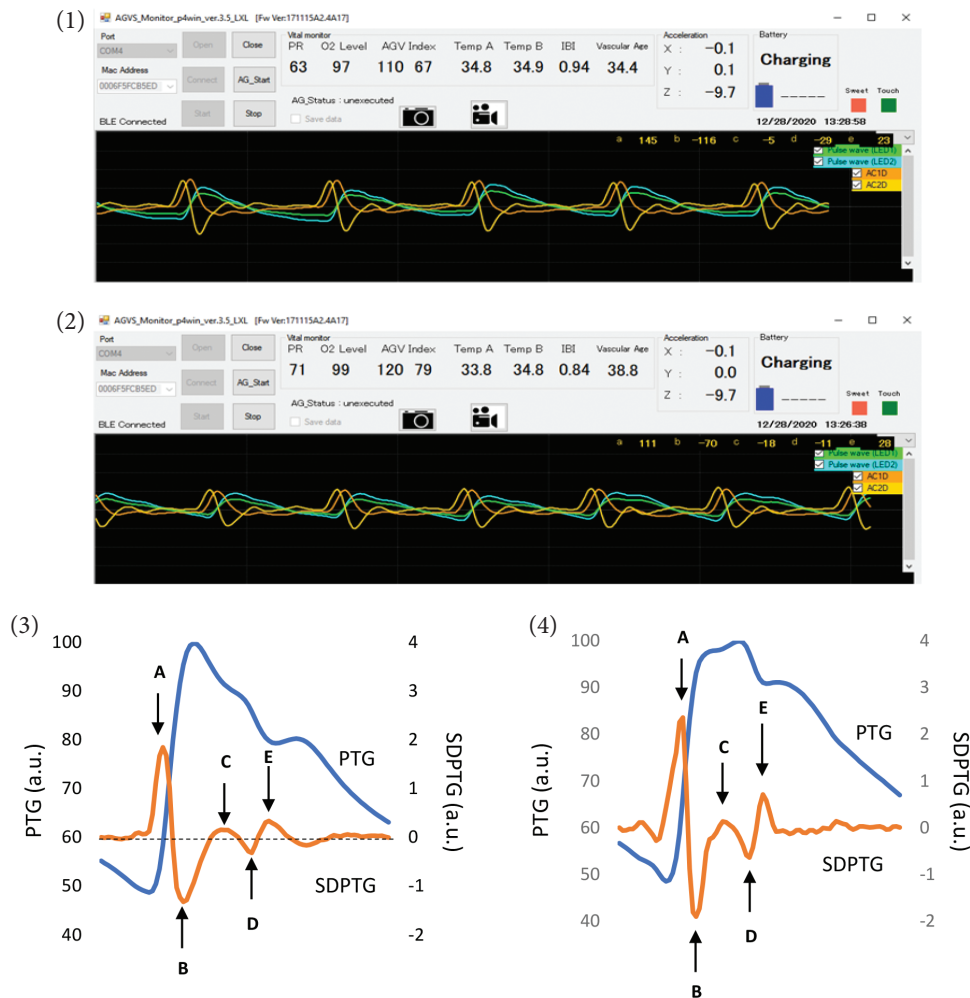 (1)
AGVS_Monitor_p4win_ver.3.5_LXL [Fw Ver:171115A2.4A17]
Port
COM4
Open
Close
Mac Address
0006F5FCB5ED
Connect
AG_Start
Start
Stop
BLE Connected
Vital monitor
PR O2 Level AGV Index Temp A Temp B IBI Vascular Age
63 97 110 67 34.8 34.9 0.94 34.4
AG_Status : unexecuted
Save data
Acceleration
X : -0.1
Y : 0.1
Z : -9.7
Battery
Charging
-----
Sweet Touch
12/28/2020 13:28:58
a 145 b -116 c -5 d -29 e 23
Pulse wave (LED1)
Pulse wave (LED2)
AC1D
AC2D
(2)
AGVS_Monitor_p4win_ver.3.5_LXL [Fw Ver:171115A2.4A17]
Port
COM4
Open
Close
Mac Address
0006F5FCB5ED
Connect
AG_Start
Start
Stop
BLE Connected
Vital monitor
PR O2 Level AGV Index Temp A Temp B IBI Vascular Age
71 99 120 79 33.8 34.8 0.84 38.8
AG_Status : unexecuted
Save data
Acceleration
X : -0.1
Y : 0.0
Z : -9.7
Battery
Charging
-----
Sweet Touch
12/28/2020 13:26:38
a 111 b -70 c -18 d -11 e 28
Pulse wave (LED1)
Pulse wave (LED2)
AC1D
AC2D
(3)
PTG (a.u.)
100
90
80
70
60
50
40
A
B
C
D
E
PTG
SDPTG
4
3
2
1
0
-1
-2
SDPTG (a.u.)
(4)
PTG (a.u.)
100
90
80
70
60
50
40
A
B
C
D
E
PTG
SDPTG
4
3
2
1
0
-1
-2
SDPTG (a.u.)